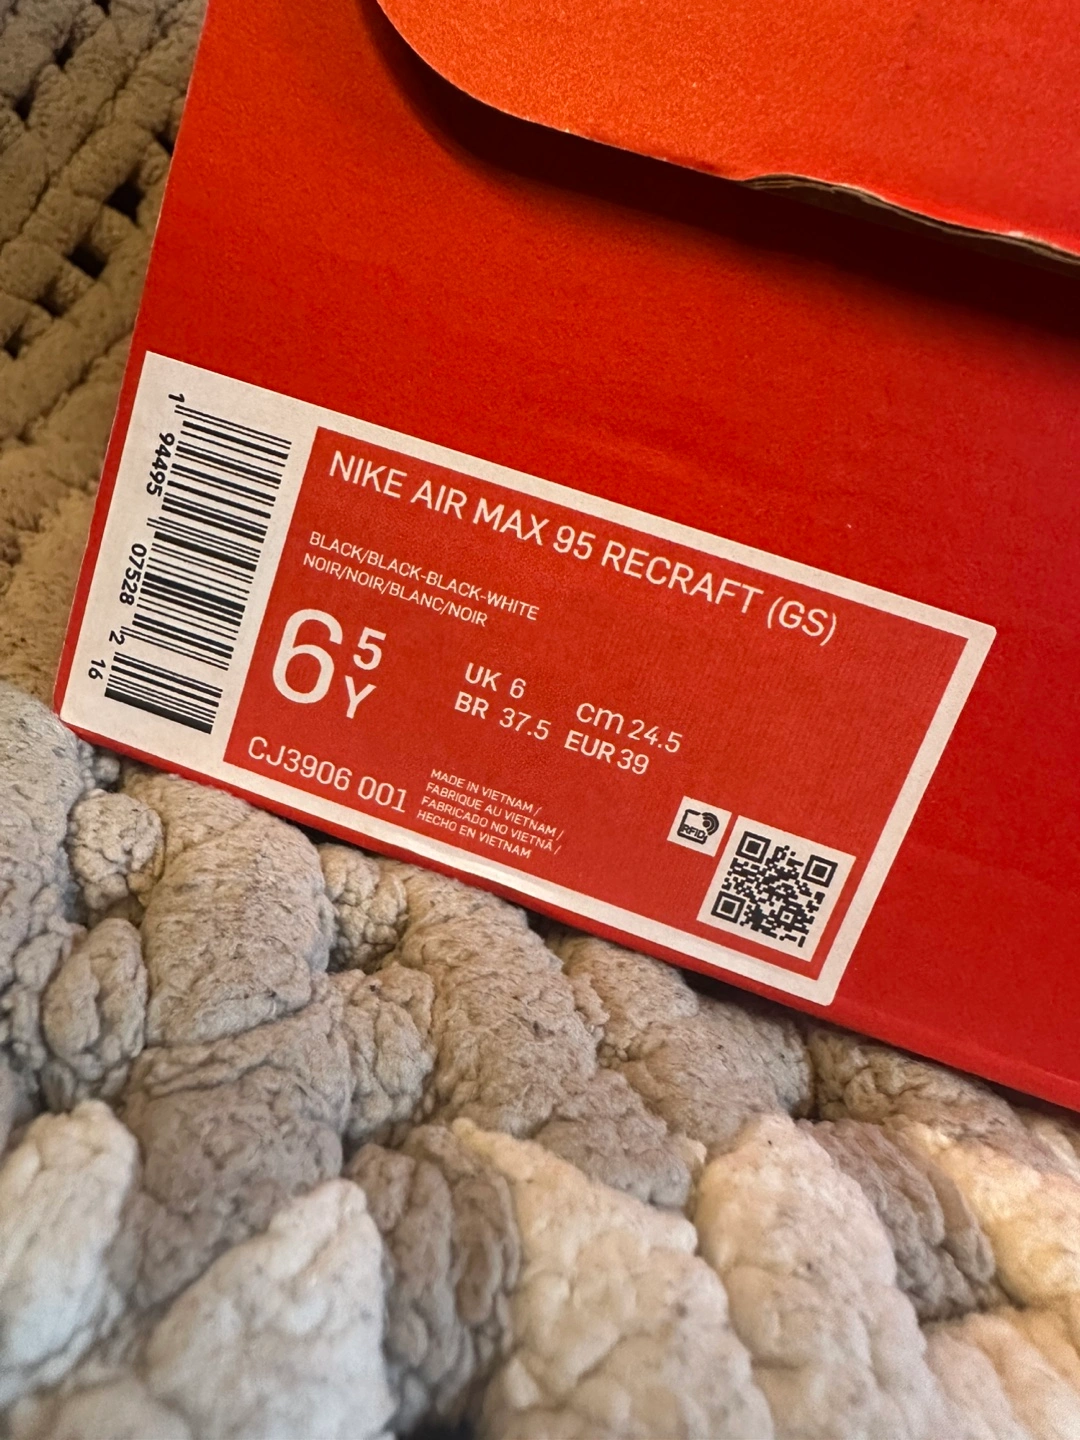 NIKE AIR MAX 95 RECRAFT (GS)
BLACK/BLACK-BLACK-WHITE
NOIR/NOIR/BLANC/NOIR
6 5Y
UK 6
BR 37.5
cm 24.5
EUR 39
CJ3906 001
MADE IN VIETNAM /
FABRIQUE AU VIETNAM /
FABRICADO NO VIETNÃ /
HECHO EN VIETNAM
RFID
1 94495 07528 2 16